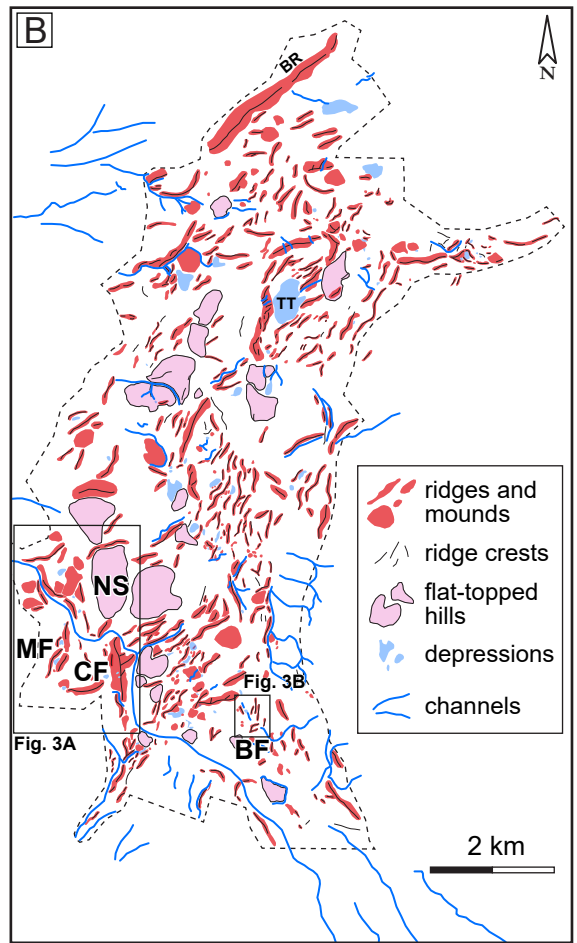 B
N
BR
TT
NS
MF
CF
Fig. 3A
Fig. 3B
BF
ridges and
mounds
ridge crests
flat-topped
hills
depressions
channels
2 km